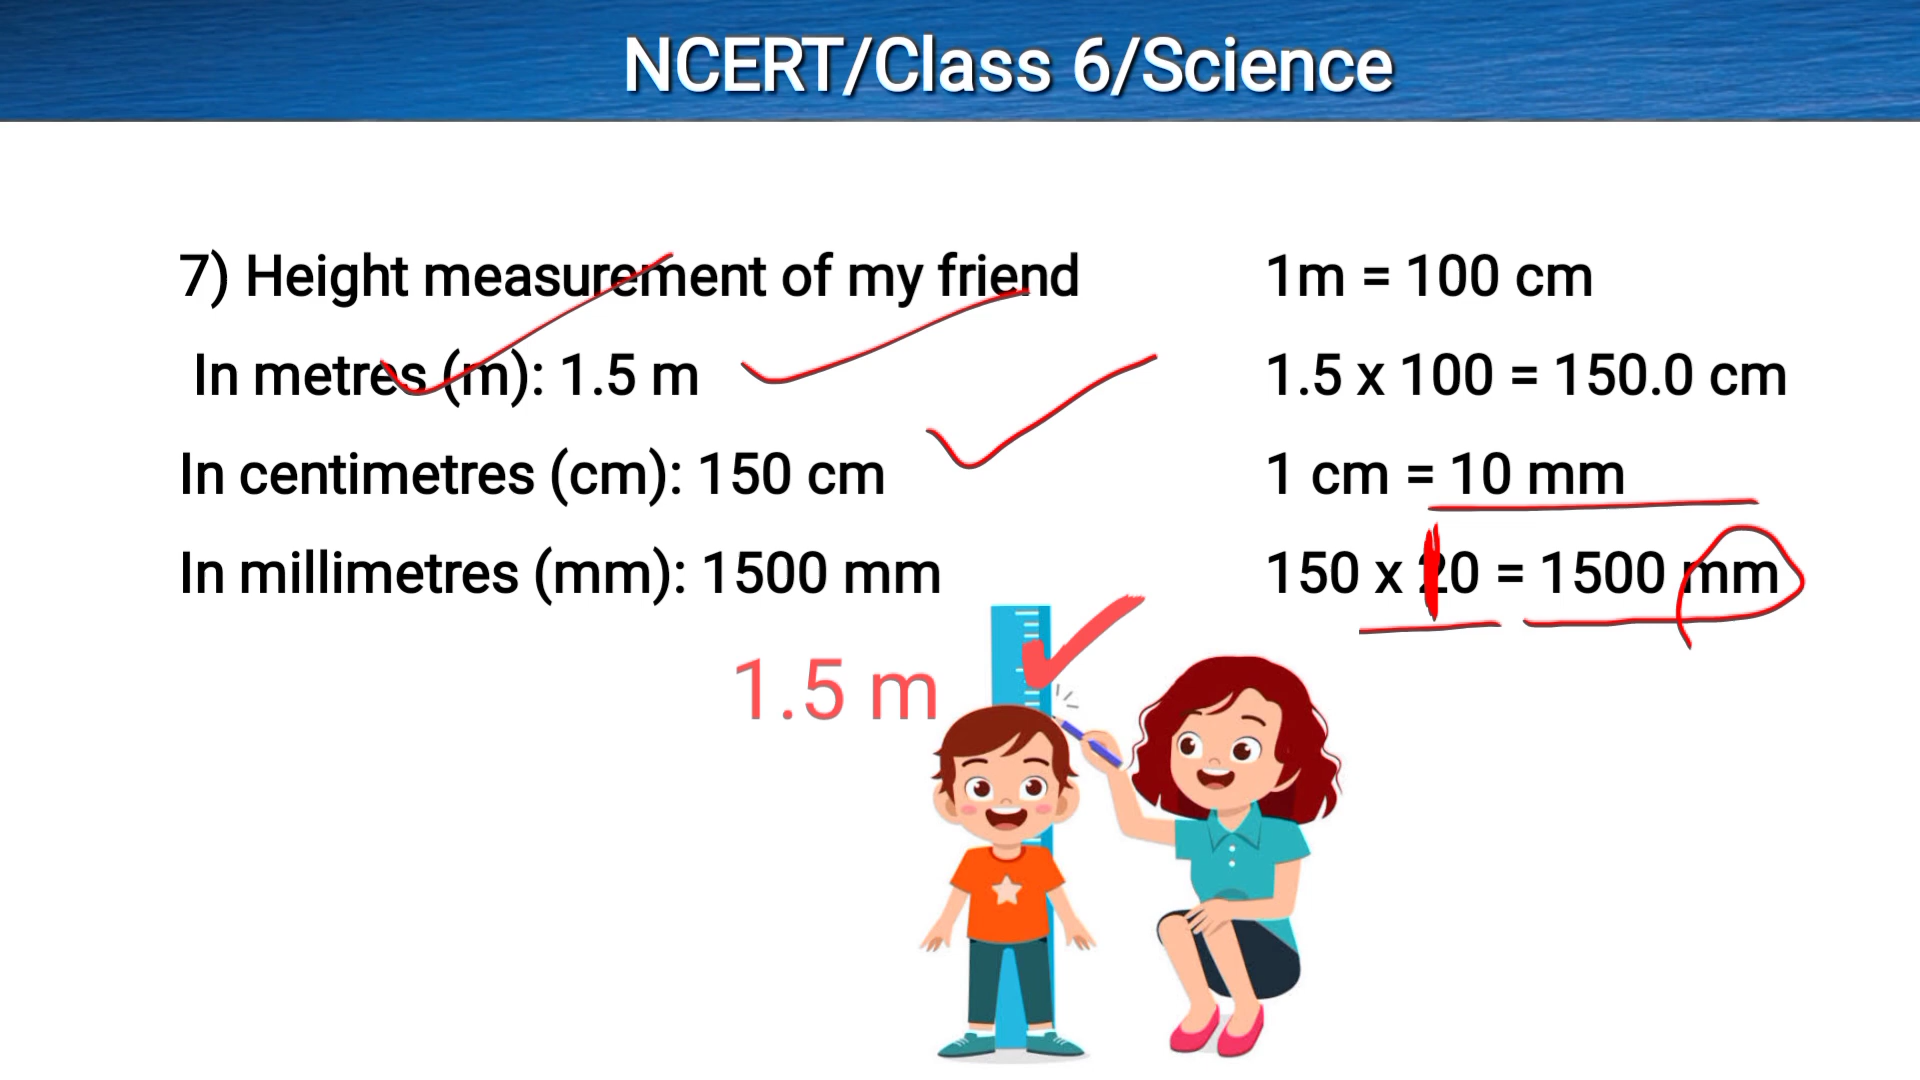 NCERT/Class 6/Science
7) Height measurement of my friend
In metres (m): 1.5 m
In centimetres (cm): 150 cm
In millimetres (mm): 1500 mm
1m = 100 cm
1.5 x 100 = 150.0 cm
1 cm = 10 mm
150 x 10 = 1500 mm
1.5 m